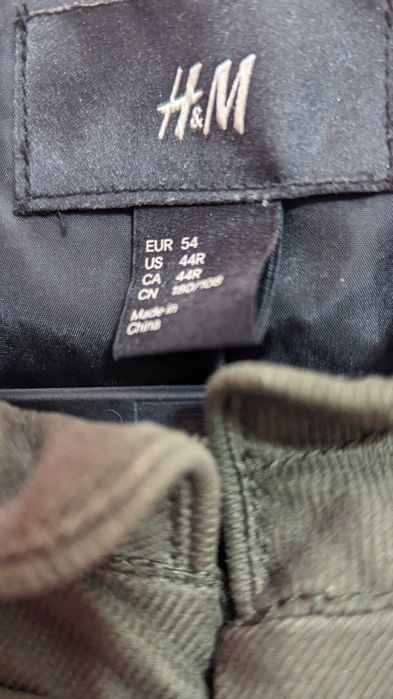 H&M
EUR 54
US 44R
CA 44R
CN 180/108
Made in
China